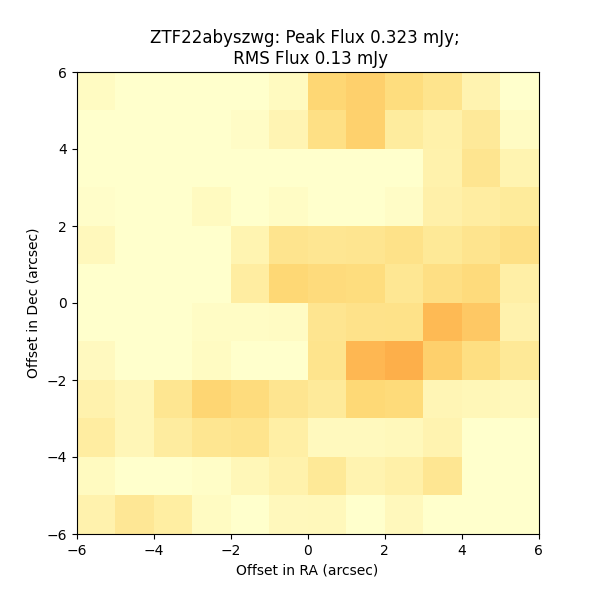 ZTF22abyszwg: Peak Flux 0.323 mJy;
RMS Flux 0.13 mJy
6
4
2
0
−2
−4
−6
Offset in Dec (arcsec)
−6 −4 −2 0 2 4 6
Offset in RA (arcsec)